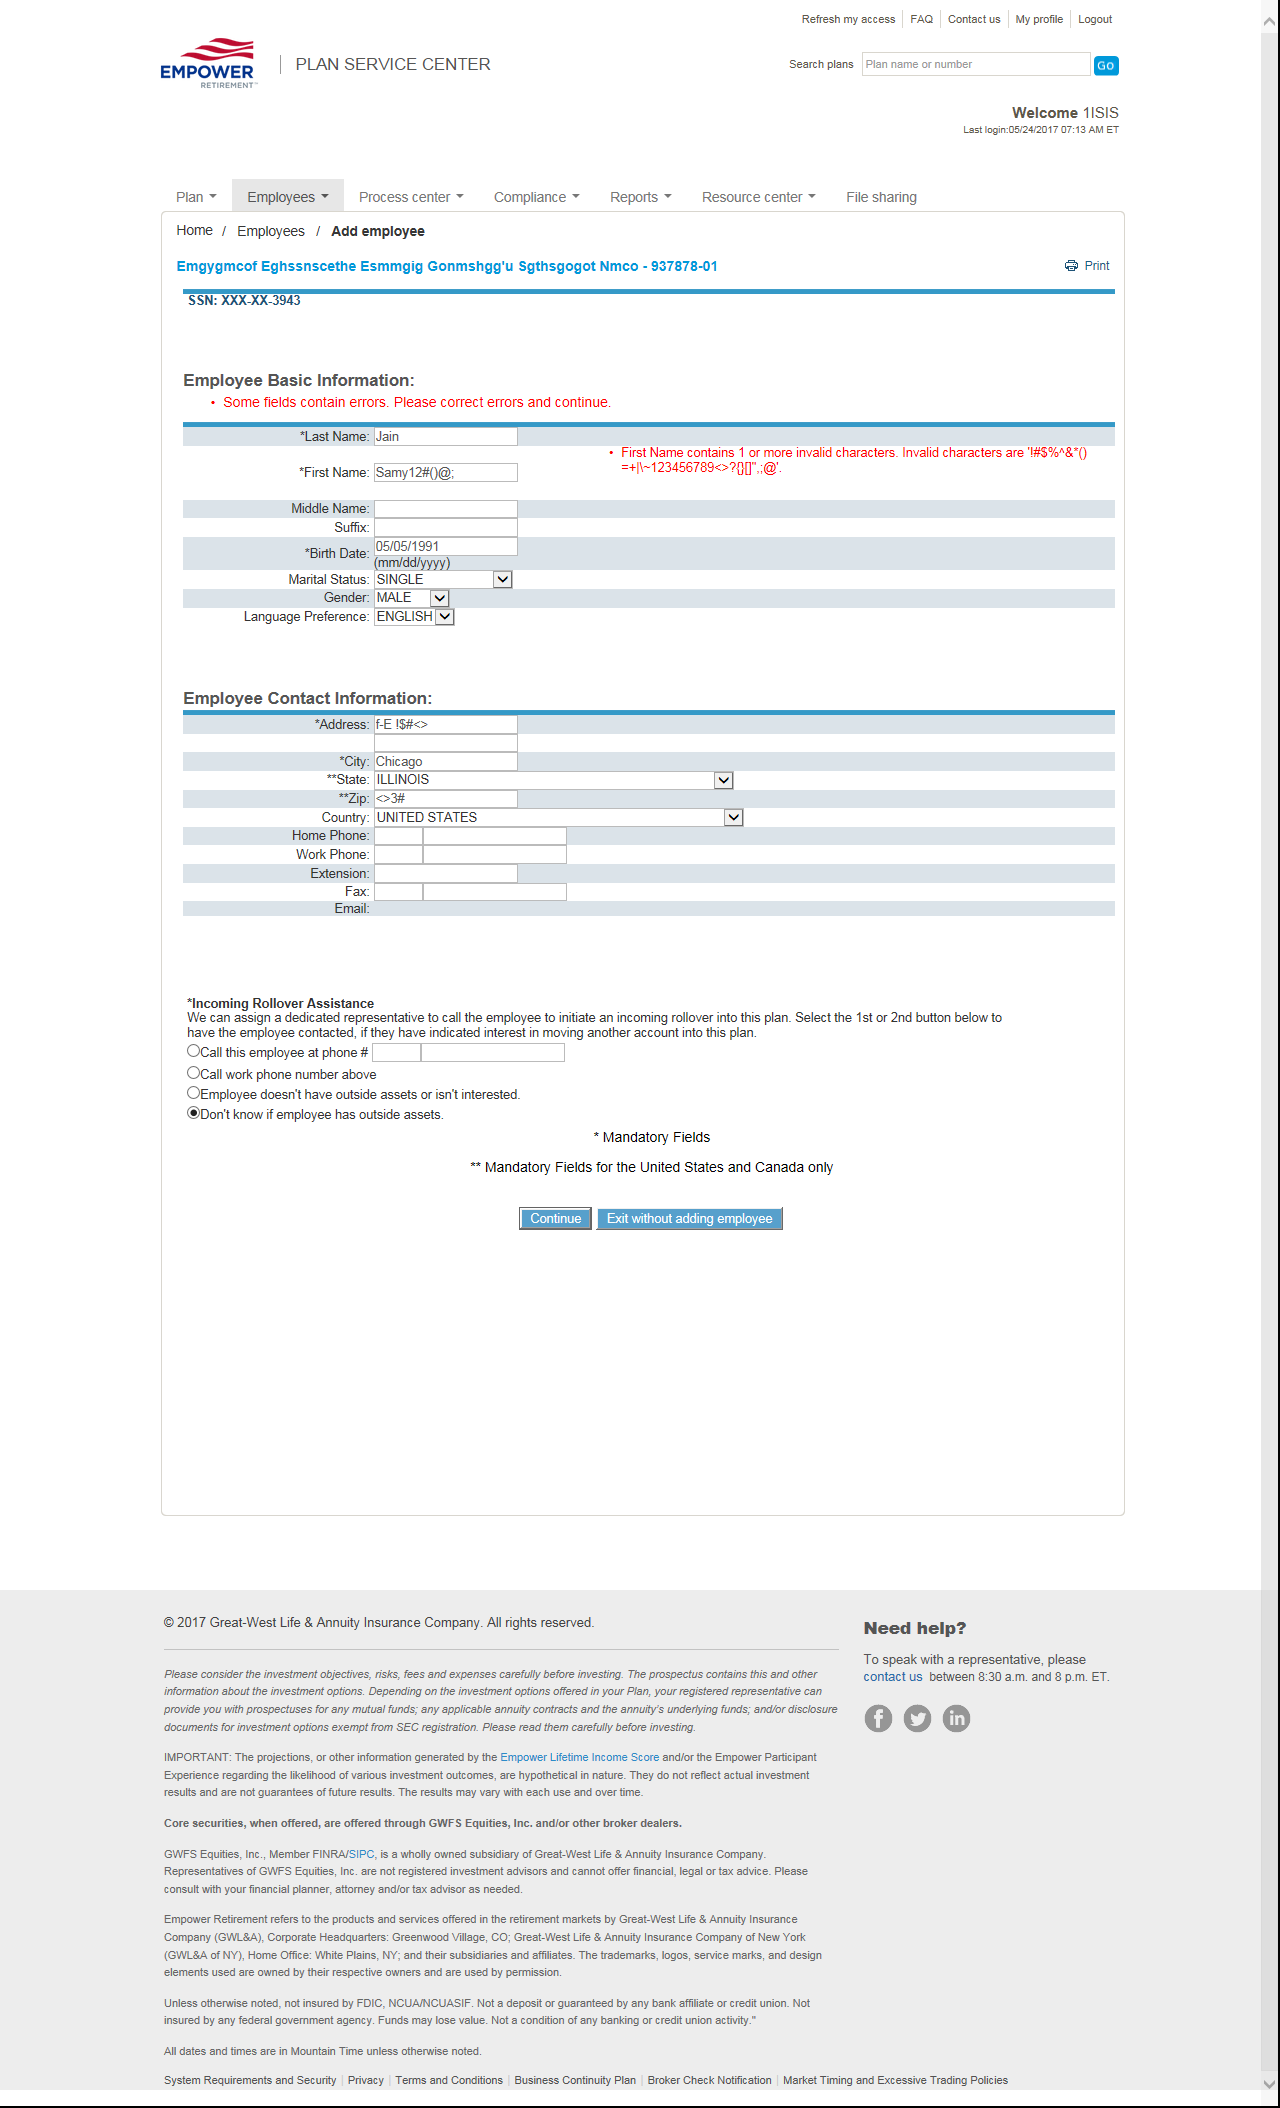 Refresh my access FAQ Contact us My profile Logout
EMPOWER
RETIREMENT
PLAN SERVICE CENTER
Search plans Plan name or number GO
Welcome 1ISIS
Last login:05/24/2017 07:13 AM ET
Plan Employees Process center Compliance Reports Resource center File sharing
Home / Employees / Add employee
Emgygmcof Eghssnscethe Esmmgig Gonmshgg'u Sgthsgogot Nmco - 937878-01 Print
SSN: XXX-XX-3943
Employee Basic Information:
• Some fields contain errors. Please correct errors and continue.
*Last Name: Jain
• First Name contains 1 or more invalid characters. Invalid characters are '!#$%^&*()
=+|\~123456789<>?{}[]",;@'.
*First Name: Samy12#()@;
Middle Name:
Suffix:
*Birth Date: 05/05/1991
(mm/dd/yyyy)
Marital Status: SINGLE
Gender: MALE
Language Preference: ENGLISH
Employee Contact Information:
*Address: f-E !$#<>
*City: Chicago
**State: ILLINOIS
**Zip: <>3#
Country: UNITED STATES
Home Phone:
Work Phone:
Extension:
Fax:
Email:
*Incoming Rollover Assistance
We can assign a dedicated representative to call the employee to initiate an incoming rollover into this plan. Select the 1st or 2nd button below to
have the employee contacted, if they have indicated interest in moving another account into this plan.
Call this employee at phone #
Call work phone number above
Employee doesn't have outside assets or isn't interested.
Don't know if employee has outside assets.
* Mandatory Fields
** Mandatory Fields for the United States and Canada only
Continue Exit without adding employee
© 2017 Great-West Life & Annuity Insurance Company. All rights reserved.
Please consider the investment objectives, risks, fees and expenses carefully before investing. The prospectus contains this and other
information about the investment options. Depending on the investment options offered in your Plan, your registered representative can
provide you with prospectuses for any mutual funds; any applicable annuity contracts and the annuity's underlying funds; and/or disclosure
documents for investment options exempt from SEC registration. Please read them carefully before investing.
IMPORTANT: The projections, or other information generated by the Empower Lifetime Income Score and/or the Empower Participant
Experience regarding the likelihood of various investment outcomes, are hypothetical in nature. They do not reflect actual investment
results and are not guarantees of future results. The results may vary with each use and over time.
Core securities, when offered, are offered through GWFS Equities, Inc. and/or other broker dealers.
GWFS Equities, Inc., Member FINRA/SIPC, is a wholly owned subsidiary of Great-West Life & Annuity Insurance Company.
Representatives of GWFS Equities, Inc. are not registered investment advisors and cannot offer financial, legal or tax advice. Please
consult with your financial planner, attorney and/or tax advisor as needed.
Empower Retirement refers to the products and services offered in the retirement markets by Great-West Life & Annuity Insurance
Company (GWL&A), Corporate Headquarters: Greenwood Village, CO; Great-West Life & Annuity Insurance Company of New York
(GWL&A of NY), Home Office: White Plains, NY; and their subsidiaries and affiliates. The trademarks, logos, service marks, and design
elements used are owned by their respective owners and are used by permission.
Unless otherwise noted, not insured by FDIC, NCUA/NCUASIF. Not a deposit or guaranteed by any bank affiliate or credit union. Not
insured by any federal government agency. Funds may lose value. Not a condition of any banking or credit union activity."
All dates and times are in Mountain Time unless otherwise noted.
System Requirements and Security | Privacy | Terms and Conditions | Business Continuity Plan | Broker Check Notification | Market Timing and Excessive Trading Policies
Need help?
To speak with a representative, please
contact us between 8:30 a.m. and 8 p.m. ET.